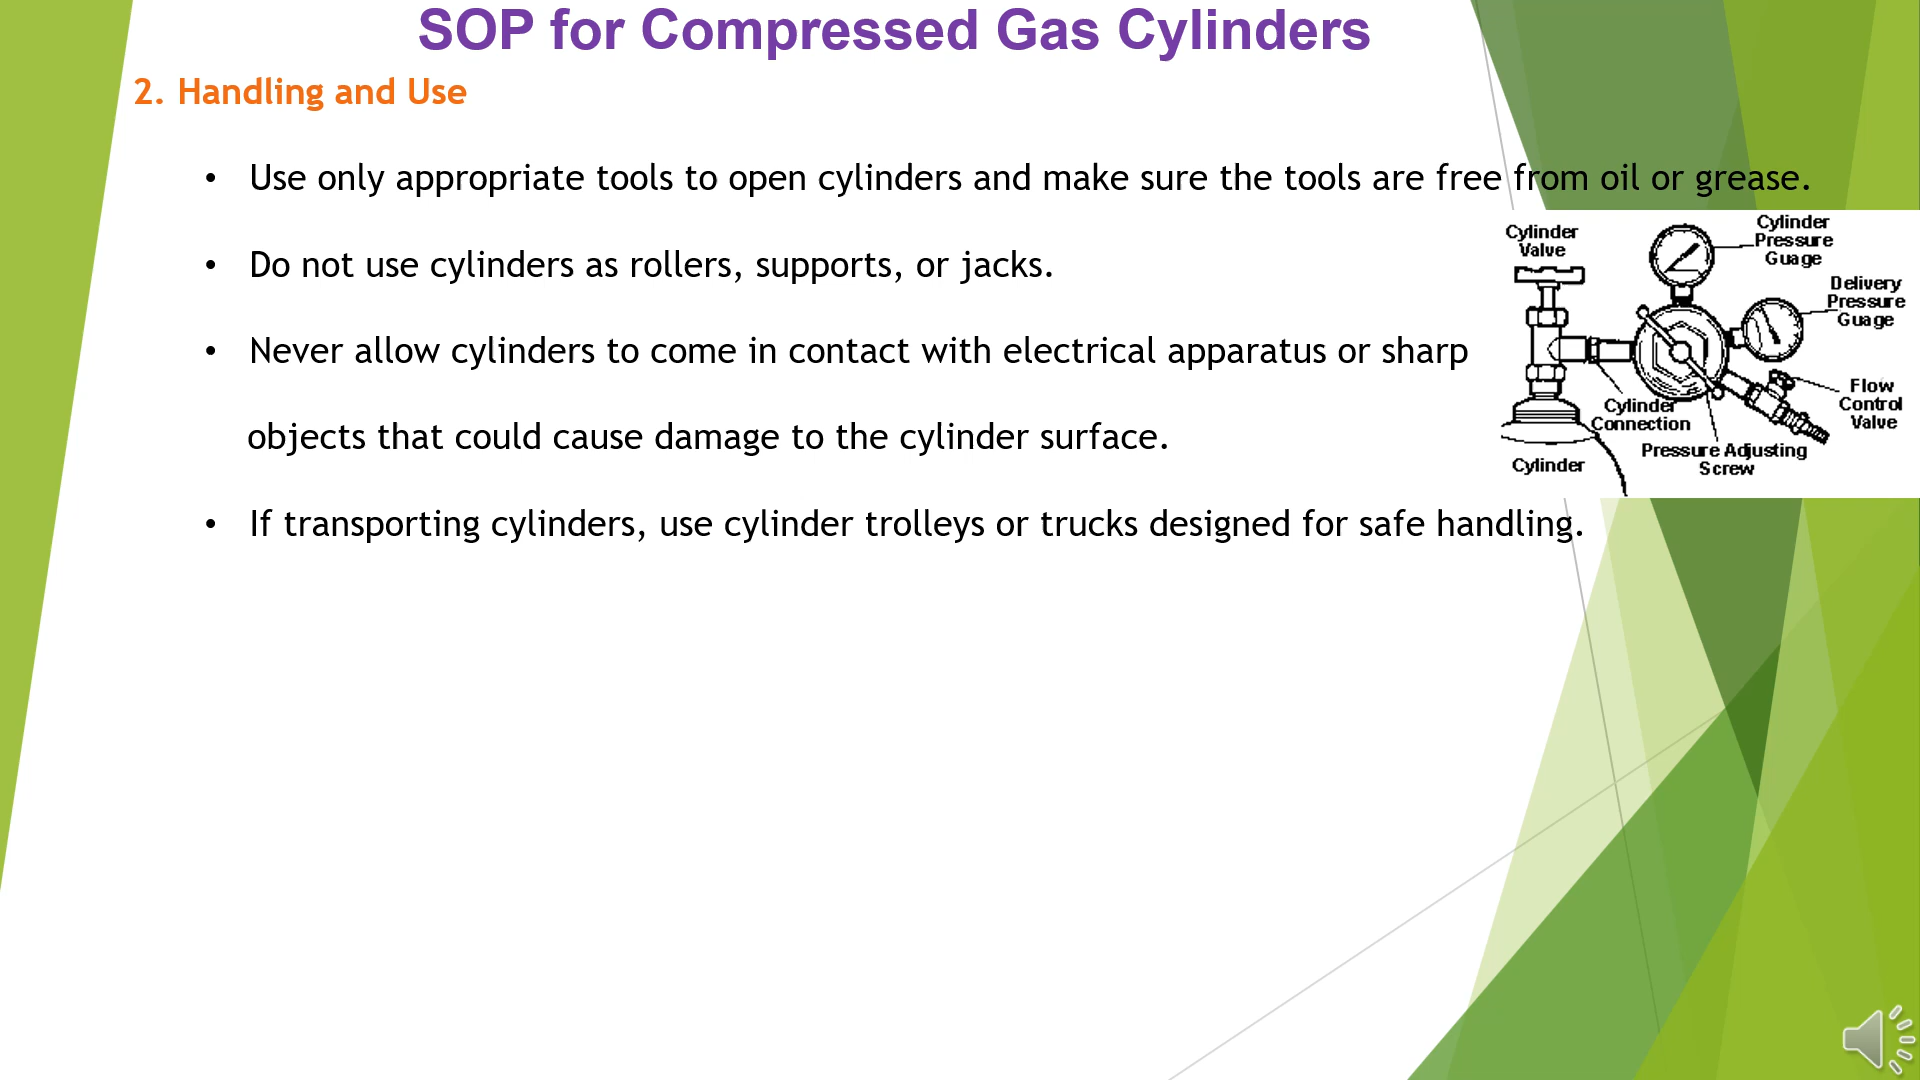 SOP for Compressed Gas Cylinders
2. Handling and Use
• Use only appropriate tools to open cylinders and make sure the tools are free from oil or grease.
• Do not use cylinders as rollers, supports, or jacks.
• Never allow cylinders to come in contact with electrical apparatus or sharp
objects that could cause damage to the cylinder surface.
• If transporting cylinders, use cylinder trolleys or trucks designed for safe handling.
Cylinder
Valve
Cylinder
Pressure
Guage
Delivery
Pressure
Guage
Flow
Control
Valve
Cylinder
Connection
Pressure Adjusting
Screw
Cylinder